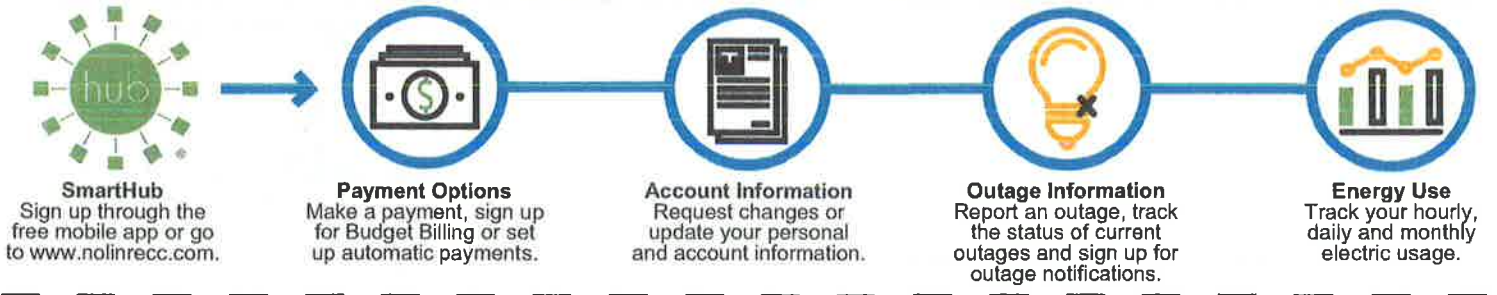 hub
®
$
T
SmartHub
Sign up through the
free mobile app or go
to www.nolinrecc.com.
Payment Options
Make a payment, sign up
for Budget Billing or set
up automatic payments.
Account Information
Request changes or
update your personal
and account information.
Outage Information
Report an outage, track
the status of current
outages and sign up for
outage notifications.
Energy Use
Track your hourly,
daily and monthly
electric usage.